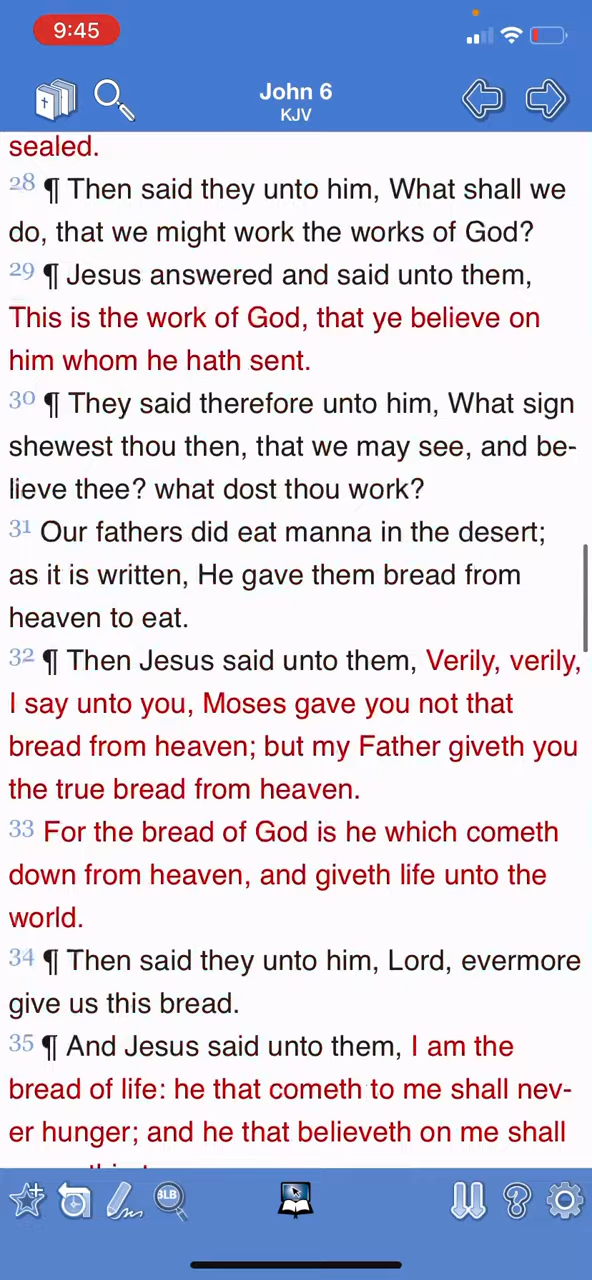 9:45
John 6
KJV
sealed.
28 ¶ Then said they unto him, What shall we
do, that we might work the works of God?
29 ¶ Jesus answered and said unto them,
This is the work of God, that ye believe on
him whom he hath sent.
30 ¶ They said therefore unto him, What sign
shewest thou then, that we may see, and be-
lieve thee? what dost thou work?
31 Our fathers did eat manna in the desert;
as it is written, He gave them bread from
heaven to eat.
32 ¶ Then Jesus said unto them, Verily, verily,
I say unto you, Moses gave you not that
bread from heaven; but my Father giveth you
the true bread from heaven.
33 For the bread of God is he which cometh
down from heaven, and giveth life unto the
world.
34 ¶ Then said they unto him, Lord, evermore
give us this bread.
35 ¶ And Jesus said unto them, I am the
bread of life: he that cometh to me shall nev-
er hunger; and he that believeth on me shall
BLB